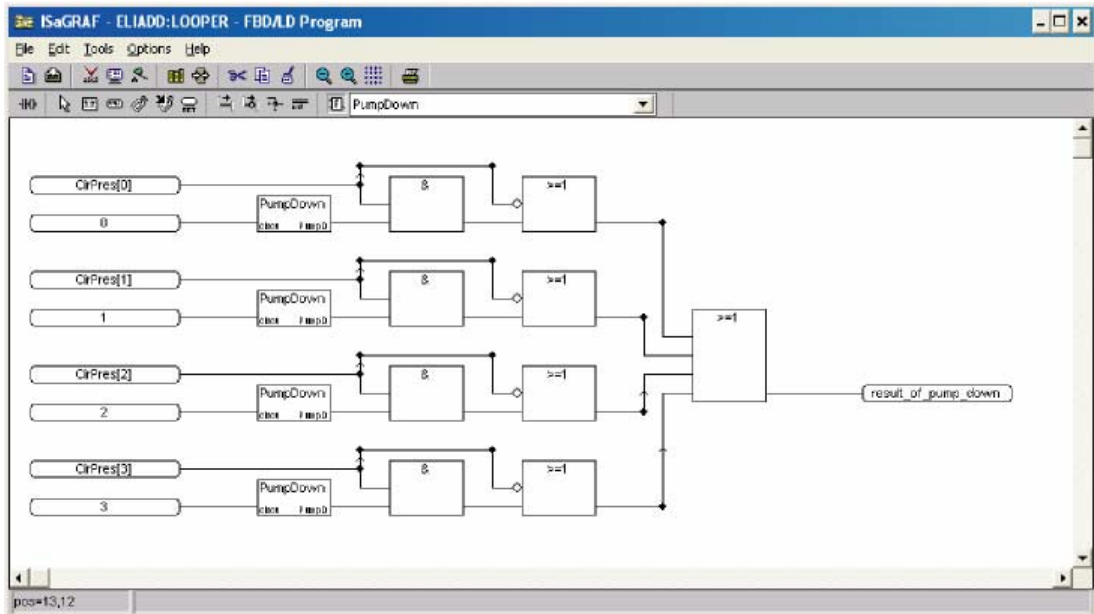 ISaGRAF - ELIADD:LOOPER - FBD/LD Program
File Edit Tools Options Help
PumpDown
CirPres[0]
0
PumpDown
&
>=1
CirPres[1]
1
PumpDown
&
>=1
>=1
CirPres[2]
2
PumpDown
&
>=1
result_of_pump_down
CirPres[3]
3
PumpDown
&
>=1
pos=13,12